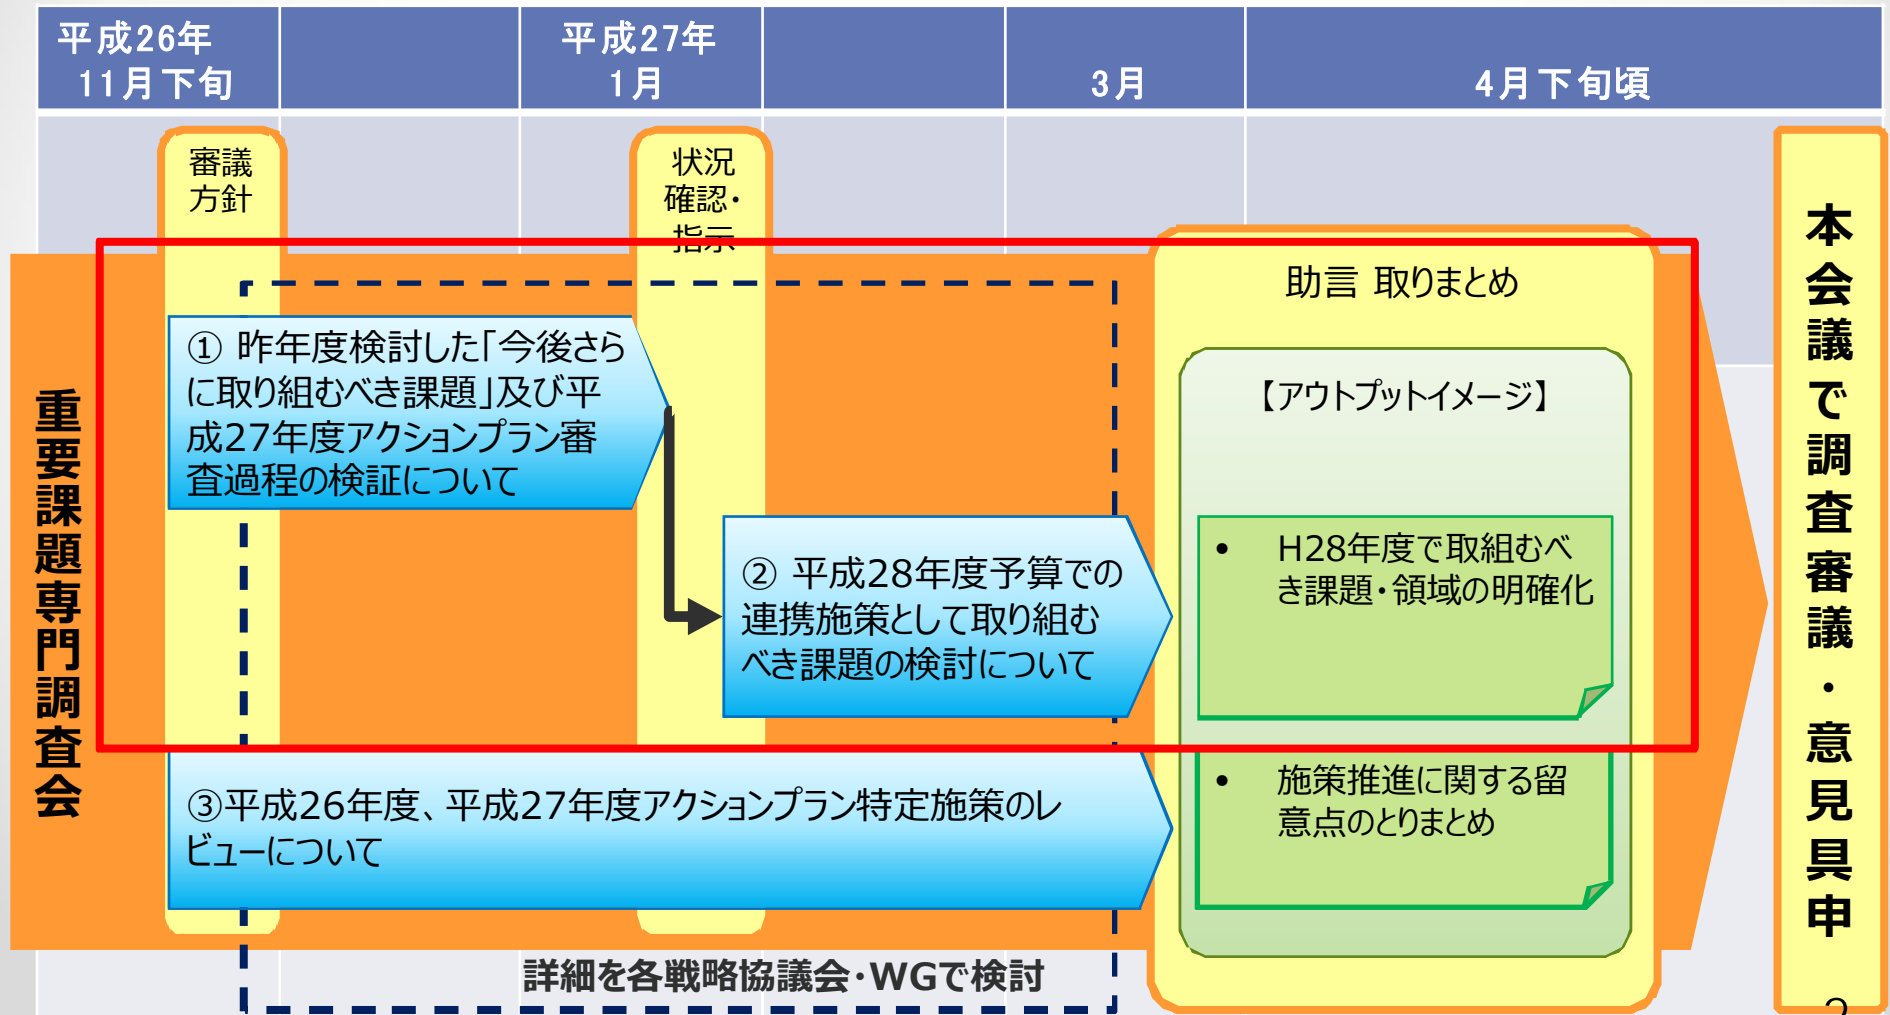 平成26年
11月下旬
平成27年
1月
3月
4月下旬頃
審議
方針
状況
確認・
指示
重要課題専門調査会
① 昨年度検討した「今後さら
に取り組むべき課題」及び平
成27年度アクションプラン審
査過程の検証について
② 平成28年度予算での
連携施策として取り組む
べき課題の検討について
③平成26年度、平成27年度アクションプラン特定施策のレ
ビューについて
詳細を各戦略協議会・WGで検討
助言 取りまとめ
【アウトプットイメージ】
• H28年度で取組むべ
き課題・領域の明確化
• 施策推進に関する留
意点のとりまとめ
本会議で調査審議・意見具申